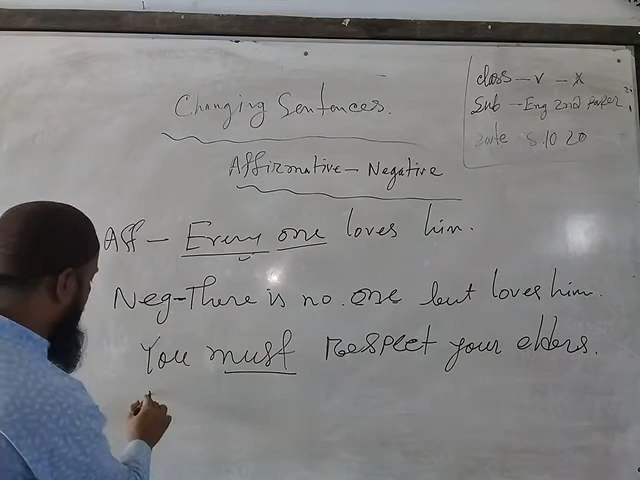 Changing Sentences.
Affirmative - Negative
class - V - X
Sub - Eng 2nd paper
Date 5.10 20
Aff - Every one loves him.
Neg - There is no one but loves him.
You must respect your elders.